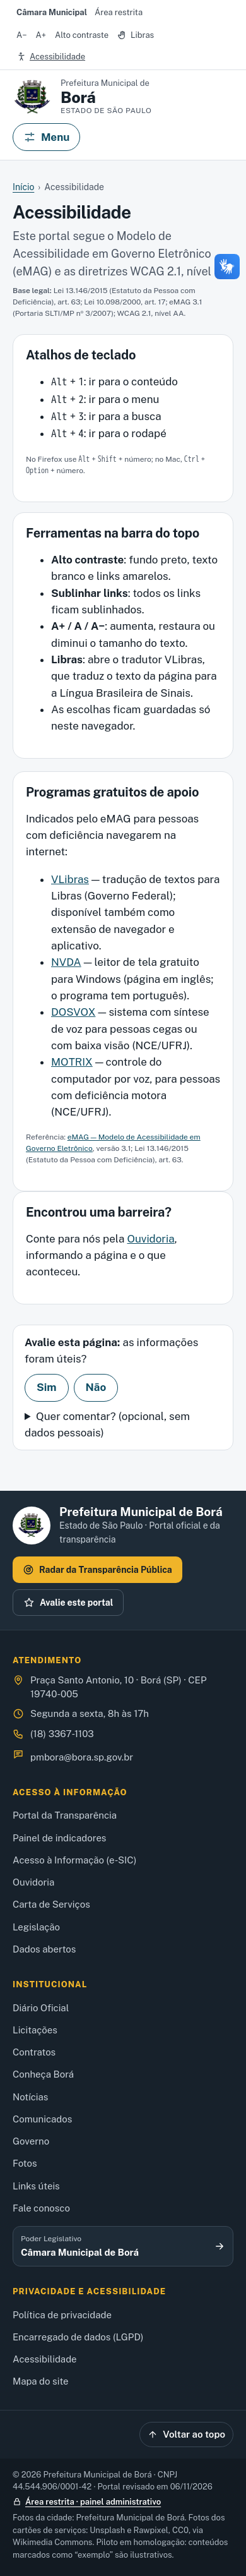 Câmara Municipal Área restrita
A− A+ Alto contraste Libras
Acessibilidade
Prefeitura Municipal de
Borá
ESTADO DE SÃO PAULO
Menu
Início › Acessibilidade
Acessibilidade
Este portal segue o Modelo de
Acessibilidade em Governo Eletrônico
(eMAG) e as diretrizes WCAG 2.1, nível
Base legal: Lei 13.146/2015 (Estatuto da Pessoa com
Deficiência), art. 63; Lei 10.098/2000, art. 17; eMAG 3.1
(Portaria SLTI/MP nº 3/2007); WCAG 2.1, nível AA.
Atalhos de teclado
• Alt + 1: ir para o conteúdo
• Alt + 2: ir para o menu
• Alt + 3: ir para a busca
• Alt + 4: ir para o rodapé
No Firefox use Alt + Shift + número; no Mac, Ctrl +
Option + número.
Ferramentas na barra do topo
• Alto contraste: fundo preto, texto
branco e links amarelos.
• Sublinhar links: todos os links
ficam sublinhados.
• A+ / A / A−: aumenta, restaura ou
diminui o tamanho do texto.
• Libras: abre o tradutor VLibras,
que traduz o texto da página para
a Língua Brasileira de Sinais.
• As escolhas ficam guardadas só
neste navegador.
Programas gratuitos de apoio
Indicados pelo eMAG para pessoas
com deficiência navegarem na
internet:
• VLibras — tradução de textos para
Libras (Governo Federal);
disponível também como
extensão de navegador e
aplicativo.
• NVDA — leitor de tela gratuito
para Windows (página em inglês;
o programa tem português).
• DOSVOX — sistema com síntese
de voz para pessoas cegas ou
com baixa visão (NCE/UFRJ).
• MOTRIX — controle do
computador por voz, para pessoas
com deficiência motora
(NCE/UFRJ).
Referência: eMAG — Modelo de Acessibilidade em
Governo Eletrônico, versão 3.1; Lei 13.146/2015
(Estatuto da Pessoa com Deficiência), art. 63.
Encontrou uma barreira?
Conte para nós pela Ouvidoria,
informando a página e o que
aconteceu.
Avalie esta página: as informações
foram úteis?
Sim Não
Quer comentar? (opcional, sem
dados pessoais)
Prefeitura Municipal de Borá
Estado de São Paulo · Portal oficial e da
transparência
Radar da Transparência Pública
Avalie este portal
ATENDIMENTO
Praça Santo Antonio, 10 · Borá (SP) · CEP
19740-005
Segunda a sexta, 8h às 17h
(18) 3367-1103
pmbora@bora.sp.gov.br
ACESSO À INFORMAÇÃO
Portal da Transparência
Painel de indicadores
Acesso à Informação (e-SIC)
Ouvidoria
Carta de Serviços
Legislação
Dados abertos
INSTITUCIONAL
Diário Oficial
Licitações
Contratos
Conheça Borá
Notícias
Comunicados
Governo
Fotos
Links úteis
Fale conosco
Poder Legislativo
Câmara Municipal de Borá
PRIVACIDADE E ACESSIBILIDADE
Política de privacidade
Encarregado de dados (LGPD)
Acessibilidade
Mapa do site
Voltar ao topo
© 2026 Prefeitura Municipal de Borá · CNPJ
44.544.906/0001-42 · Portal revisado em 06/11/2026
Área restrita · painel administrativo
Fotos da cidade: Prefeitura Municipal de Borá. Fotos dos
cartões de serviços: Unsplash e Rawpixel, CC0, via
Wikimedia Commons. Piloto em homologação: conteúdos
marcados como “exemplo” são ilustrativos.